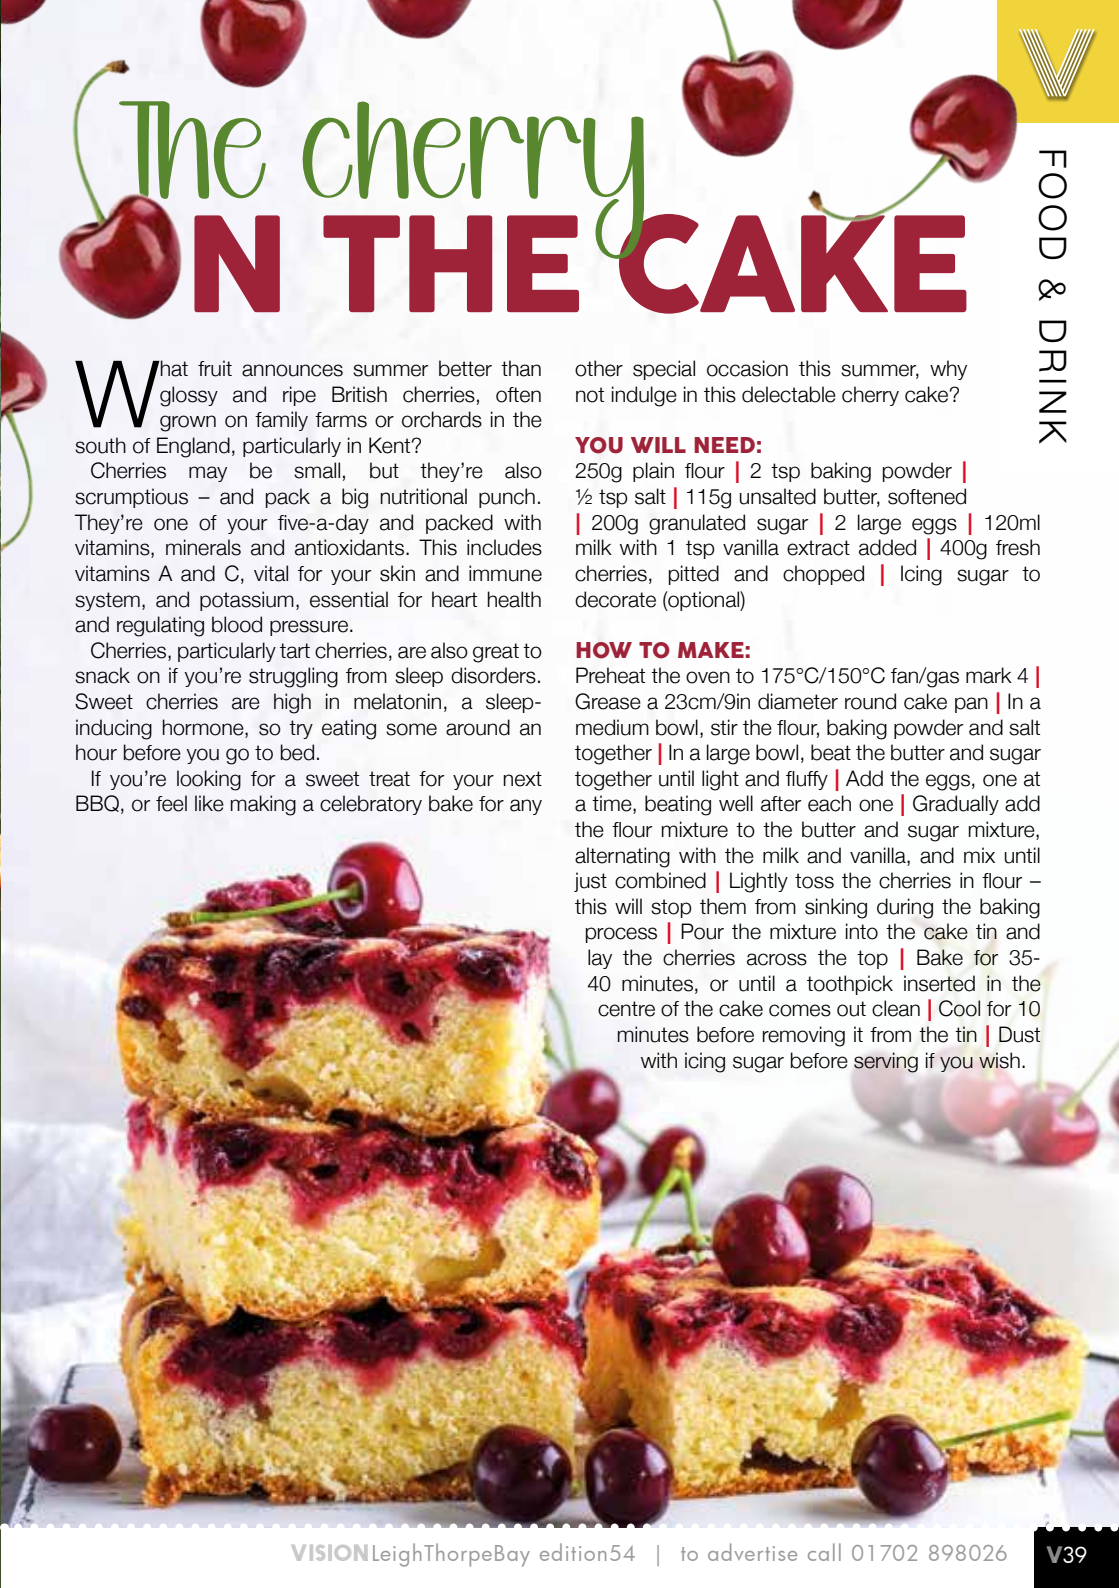 The cherry
N THE CAKE
V
FOOD & DRINK
What fruit announces summer better than
glossy and ripe British cherries, often
grown on family farms or orchards in the
south of England, particularly in Kent?
Cherries may be small, but they’re also
scrumptious – and pack a big nutritional punch.
They’re one of your five-a-day and packed with
vitamins, minerals and antioxidants. This includes
vitamins A and C, vital for your skin and immune
system, and potassium, essential for heart health
and regulating blood pressure.
Cherries, particularly tart cherries, are also great to
snack on if you’re struggling from sleep disorders.
Sweet cherries are high in melatonin, a sleep-
inducing hormone, so try eating some around an
hour before you go to bed.
If you’re looking for a sweet treat for your next
BBQ, or feel like making a celebratory bake for any
other special occasion this summer, why
not indulge in this delectable cherry cake?
YOU WILL NEED:
250g plain flour | 2 tsp baking powder |
½ tsp salt | 115g unsalted butter, softened
| 200g granulated sugar | 2 large eggs | 120ml
milk with 1 tsp vanilla extract added | 400g fresh
cherries, pitted and chopped | Icing sugar to
decorate (optional)
HOW TO MAKE:
Preheat the oven to 175°C/150°C fan/gas mark 4 |
Grease a 23cm/9in diameter round cake pan | In a
medium bowl, stir the flour, baking powder and salt
together | In a large bowl, beat the butter and sugar
together until light and fluffy | Add the eggs, one at
a time, beating well after each one | Gradually add
the flour mixture to the butter and sugar mixture,
alternating with the milk and vanilla, and mix until
just combined | Lightly toss the cherries in flour –
this will stop them from sinking during the baking
process | Pour the mixture into the cake tin and
lay the cherries across the top | Bake for 35-
40 minutes, or until a toothpick inserted in the
centre of the cake comes out clean | Cool for 10
minutes before removing it from the tin | Dust
with icing sugar before serving if you wish.
VISIONLeighThorpeBay edition54 | to advertise call 01702 898026
V39